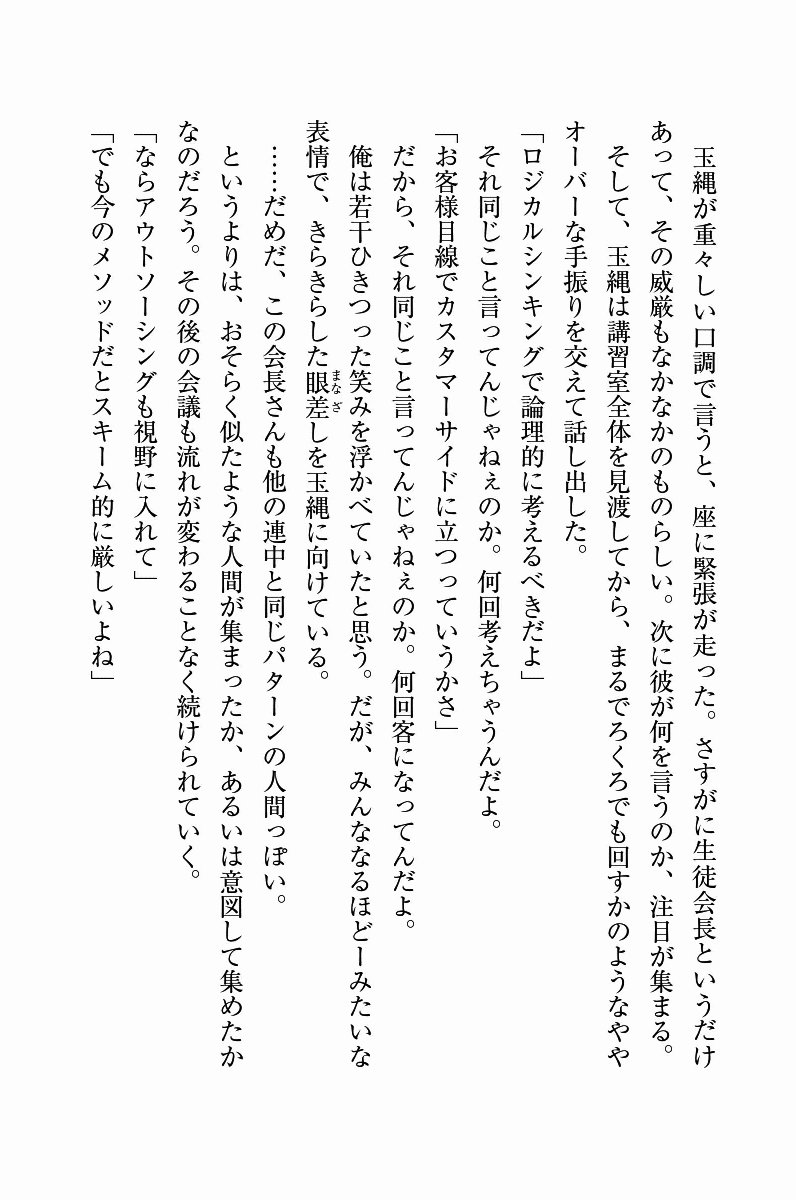 玉縄が重々しい口調で言うと、座に緊張が走った。さすがに生徒会長というだけ
あって、その威厳もなかなかのものらしい。次に彼が何を言うのか、注目が集まる。
　そして、玉縄は講習室全体を見渡してから、まるでろくろでも回すかのようなやや
オーバーな手振りを交えて話し出した。
「ロジカルシンキングで論理的に考えるべきだよ」
　それ同じこと言ってんじゃねぇのか。何回考えちゃうんだよ。
「お客様目線でカスタマーサイドに立つっていうかさ」
　だから、それ同じこと言ってんじゃねぇのか。何回客になってんだよ。
　俺は若干ひきつった笑みを浮かべていたと思う。だが、みんななるほどーみたいな
表情で、きらきらした眼差しを玉縄に向けている。
まなざ
　……だめだ、この会長さんも他の連中と同じパターンの人間っぽい。
　というよりは、おそらく似たような人間が集まったか、あるいは意図して集めたか
なのだろう。その後の会議も流れが変わることなく続けられていく。
「ならアウトソーシングも視野に入れて」
「でも今のメソッドだとスキーム的に厳しいよね」